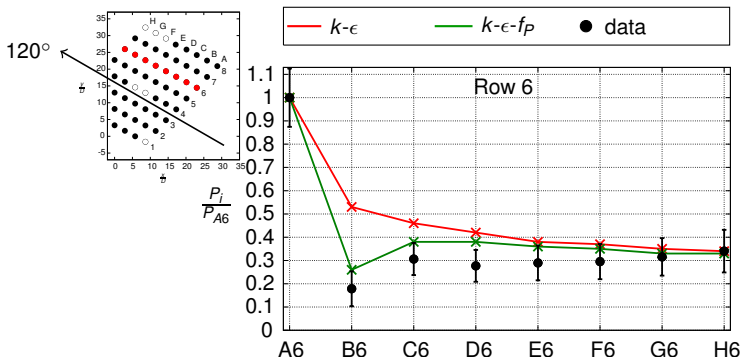 k-ϵ
k-ϵ-f_P
data
120°
35
30
25
20
15
10
5
0
-5
H
G
F
E
D
C
B
A
8
7
6
5
4
3
2
1
y/D
0 5 10 15 20 25 30 35
x/D
Row 6
P_i/P_A6
1.1
1
0.9
0.8
0.7
0.6
0.5
0.4
0.3
0.2
0.1
0
A6 B6 C6 D6 E6 F6 G6 H6